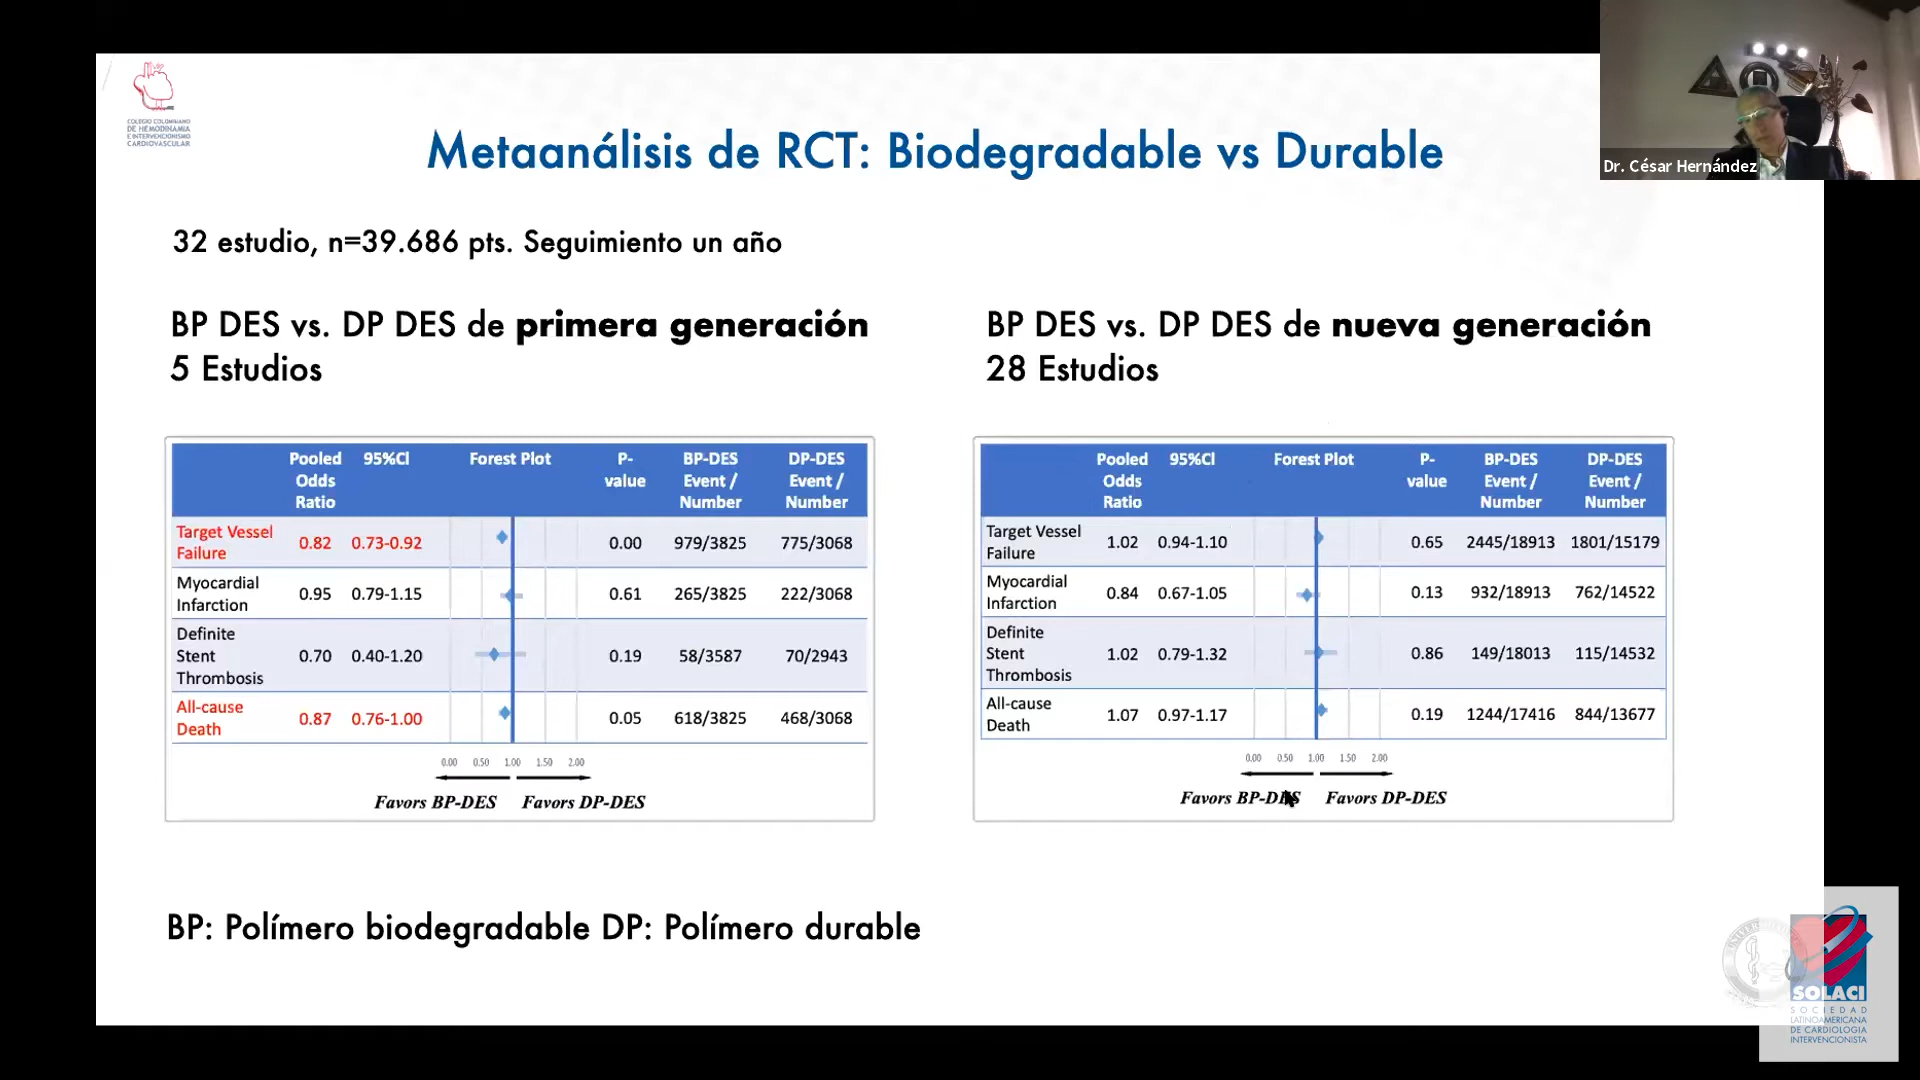 COLEGIO COLOMBIANO
DE HEMODINAMIA
E INTERVENCIONISMO
CARDIOVASCULAR
Metaanálisis de RCT: Biodegradable vs Durable
Dr. César Hernández
32 estudio, n=39.686 pts. Seguimiento un año
BP DES vs. DP DES de primera generación
5 Estudios
Pooled Odds Ratio 95%CI Forest Plot P-value BP-DES Event / Number DP-DES Event / Number
Target Vessel Failure 0.82 0.73-0.92 0.00 979/3825 775/3068
Myocardial Infarction 0.95 0.79-1.15 0.61 265/3825 222/3068
Definite Stent Thrombosis 0.70 0.40-1.20 0.19 58/3587 70/2943
All-cause Death 0.87 0.76-1.00 0.05 618/3825 468/3068
0.00 0.50 1.00 1.50 2.00
Favors BP-DES Favors DP-DES
BP DES vs. DP DES de nueva generación
28 Estudios
Pooled Odds Ratio 95%CI Forest Plot P-value BP-DES Event / Number DP-DES Event / Number
Target Vessel Failure 1.02 0.94-1.10 0.65 2445/18913 1801/15179
Myocardial Infarction 0.84 0.67-1.05 0.13 932/18913 762/14522
Definite Stent Thrombosis 1.02 0.79-1.32 0.86 149/18013 115/14532
All-cause Death 1.07 0.97-1.17 0.19 1244/17416 844/13677
0.00 0.50 1.00 1.50 2.00
Favors BP-DES Favors DP-DES
BP: Polímero biodegradable DP: Polímero durable
SOLACI
SOCIEDAD
LATINOAMERICANA
DE CARDIOLOGIA
INTERVENCIONISTA